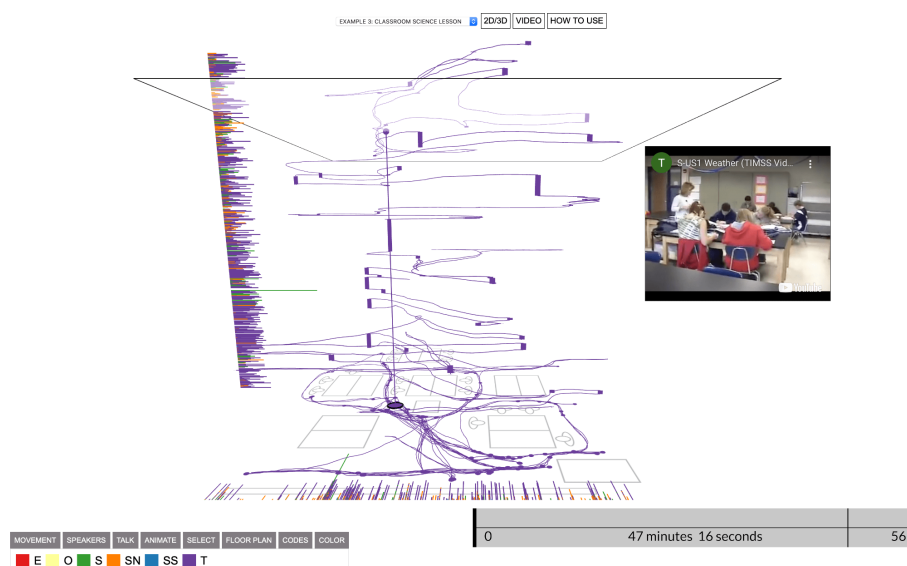 EXAMPLE 3: CLASSROOM SCIENCE LESSON
2D/3D VIDEO HOW TO USE
T S-US1 Weather (TIMSS Vid...
MOVEMENT SPEAKERS TALK ANIMATE SELECT FLOOR PLAN CODES COLOR
E O S SN SS T
0 47 minutes 16 seconds 56